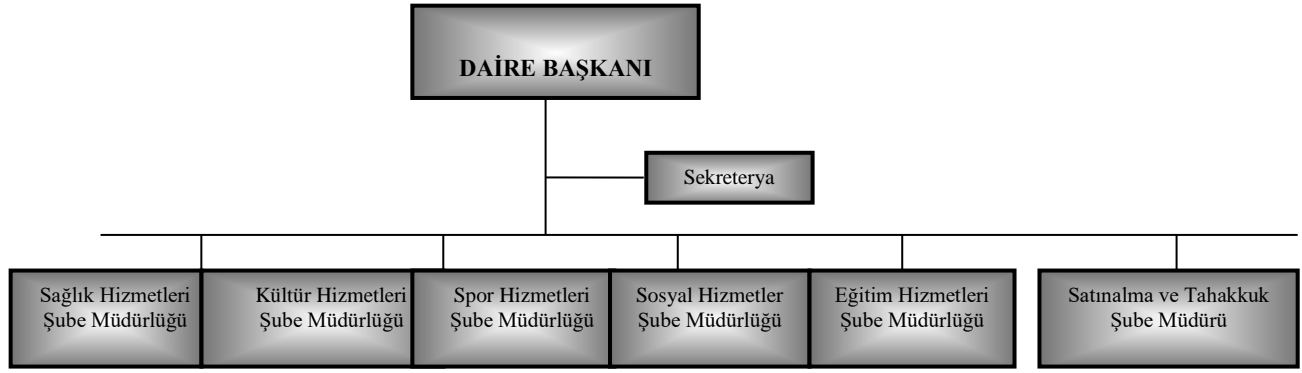 DAİRE BAŞKANI
Sekreterya
Sağlık Hizmetleri
Şube Müdürlüğü
Kültür Hizmetleri
Şube Müdürlüğü
Spor Hizmetleri
Şube Müdürlüğü
Sosyal Hizmetler
Şube Müdürlüğü
Eğitim Hizmetleri
Şube Müdürlüğü
Satınalma ve Tahakkuk
Şube Müdürü